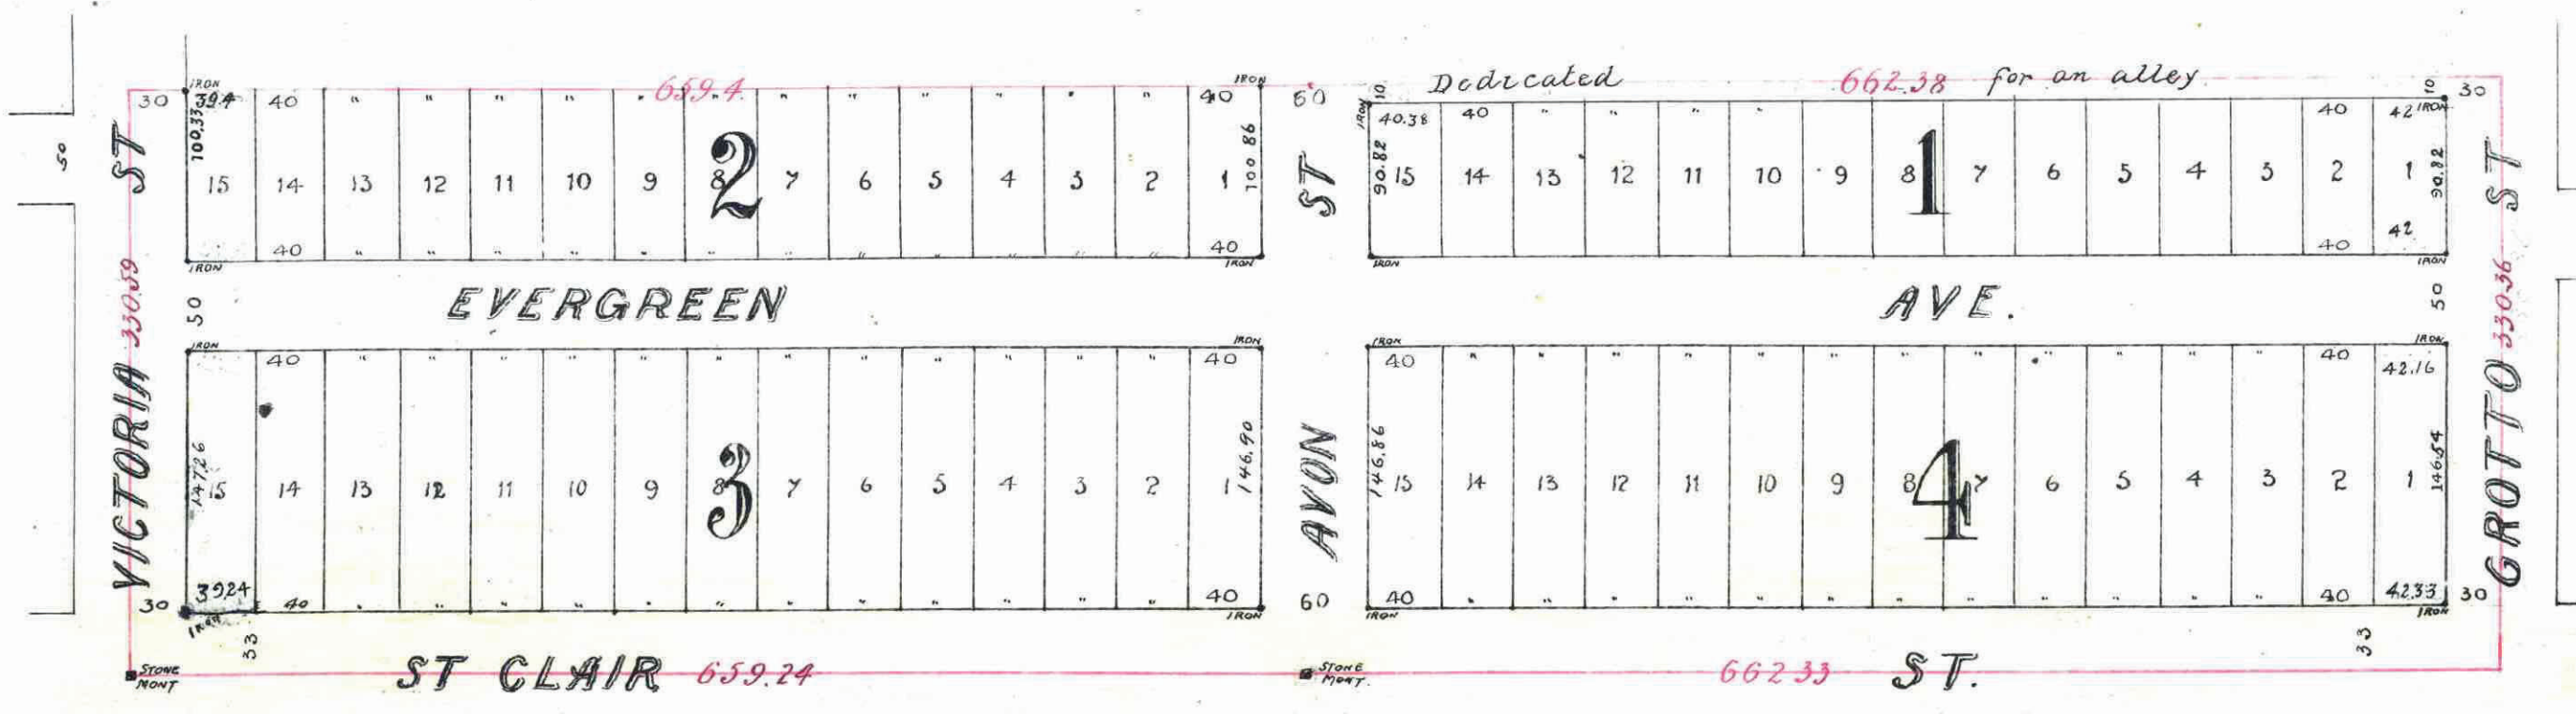 IRON 659.4 IRON Dedicated 662.38 for an alley
30 39.4 40 " " " " " " " " " " " " 40 60 10 10 30
IRON 40.38 40 " " " " 40 42 IRON
50 VICTORIA ST 330.59 100.33 100 86 AVON ST 90.82 90.82 GROTTO ST 330.36
15 14 13 12 11 10 9 8 7 6 5 4 3 2 1
2
15 14 13 12 11 10 9 8 7 6 5 4 3 2 1
1
40 " " " " " " " " " " " " 40 40 42
IRON IRON IRON IRON
50 EVERGREEN AVE. 50
IRON IRON IRON IRON
40 " " " " " " " " " " " " 40 40 " " " " " " " " " " " " 40 42.16
147.26 146.90 146.86 146.54
15 14 13 12 11 10 9 8 7 6 5 4 3 2 1
3
15 14 13 12 11 10 9 8 7 6 5 4 3 2 1
4
30 39.24 40 " " " " " " " " " " " " 40 60 40 " " " " " " " " " " " " 40 42.33 30
IRON IRON IRON IRON
33 33
STONE MONT ST CLAIR 659.24 STONE MONT. 662 33 ST.